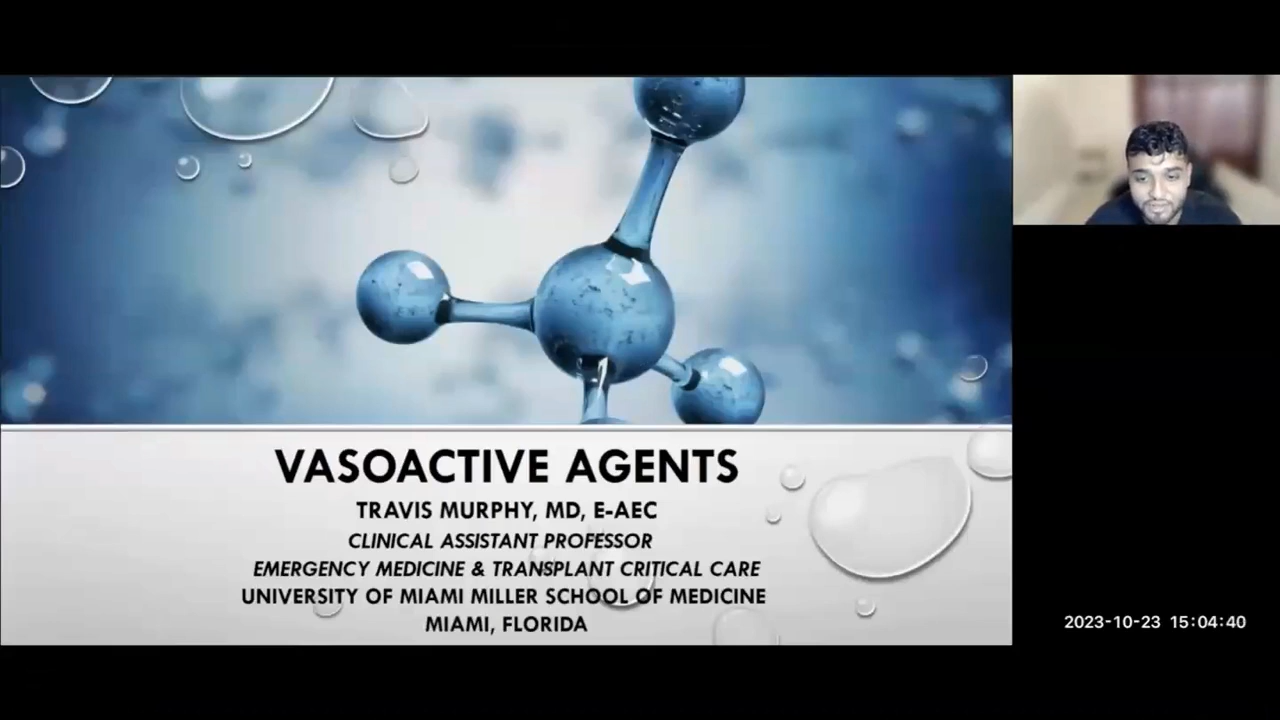 VASOACTIVE AGENTS
TRAVIS MURPHY, MD, E-AEC
CLINICAL ASSISTANT PROFESSOR
EMERGENCY MEDICINE & TRANSPLANT CRITICAL CARE
UNIVERSITY OF MIAMI MILLER SCHOOL OF MEDICINE
MIAMI, FLORIDA
2023-10-23 15:04:40